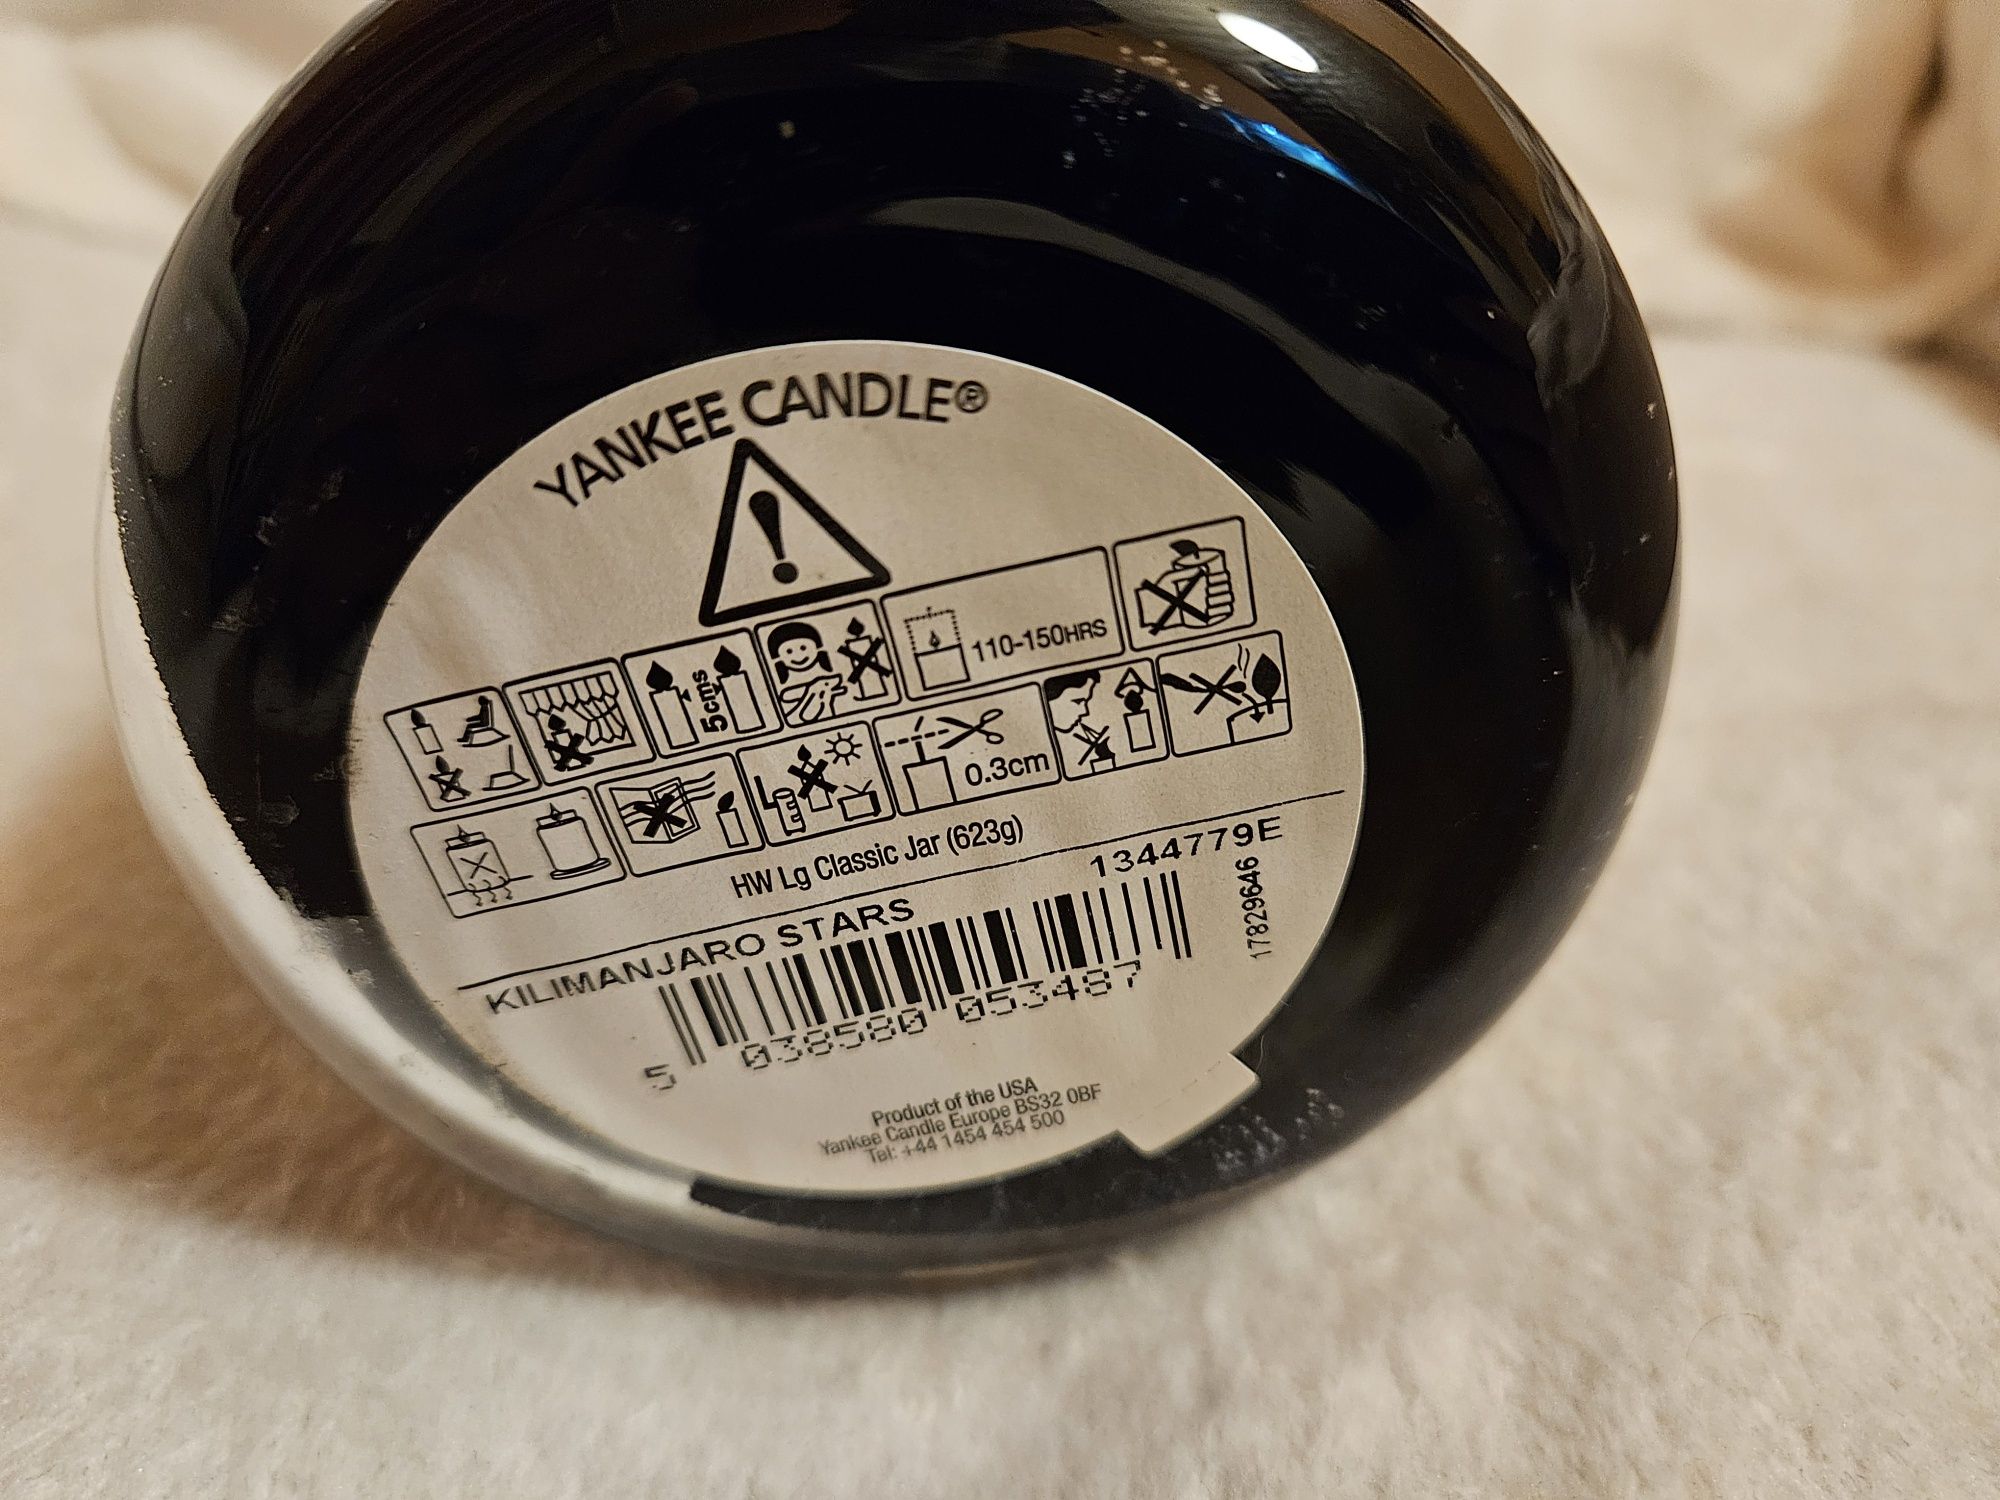 YANKEE CANDLE®
110-150HRS
5cms
0.3cm
HW Lg Classic Jar (623g)
1344779E
KILIMANJARO STARS
17829646
5 038580 053487
Product of the USA
Yankee Candle Europe BS32 0BF
Tel: +44 1454 454 500